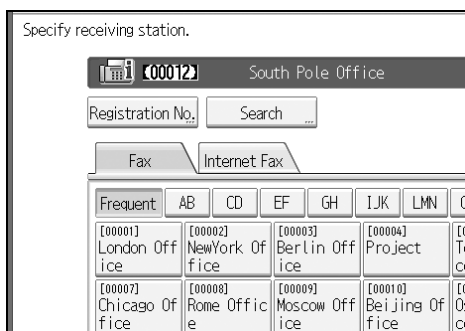 Specify receiving station.
【00012】 South Pole Office
Registration No. Search
Fax Internet Fax
Frequent AB CD EF GH IJK LMN
[00001] [00002] [00003] [00004]
London Off NewYork Of Berlin Off Project
ice fice ice
[00007] [00008] [00009] [00010]
Chicago Of Rome Offic Moscow Off Beijing Of
fice e ice fice